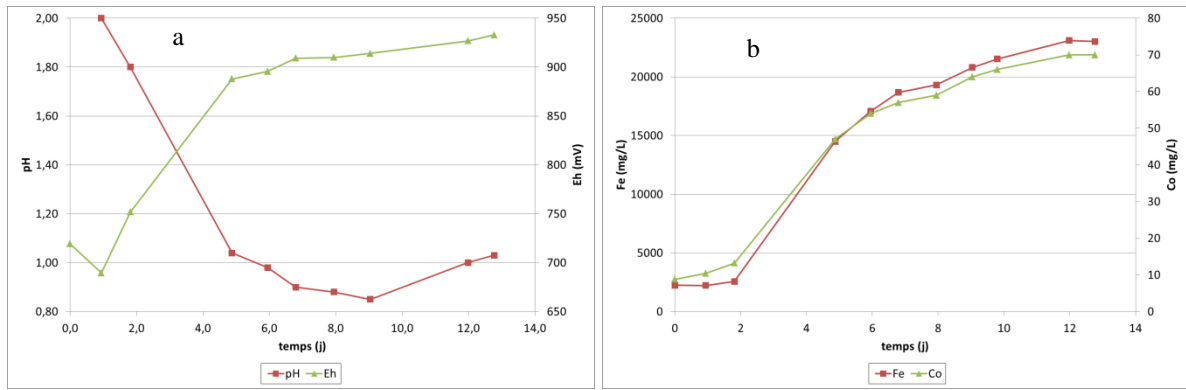 a
2,00
1,80
1,60
1,40
1,20
1,00
0,80
pH
950
900
850
800
750
700
650
Eh (mV)
0,0 2,0 4,0 6,0 8,0 10,0 12,0 14,0
temps (j)
pH Eh
b
25000
20000
15000
10000
5000
0
Fe (mg/L)
80
70
60
50
40
30
20
10
0
Co (mg/L)
0 2 4 6 8 10 12 14
temps (j)
Fe Co